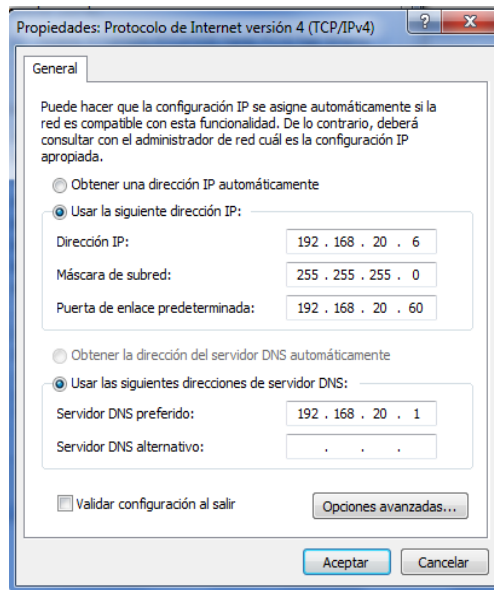 Propiedades: Protocolo de Internet versión 4 (TCP/IPv4)
?
X
General
Puede hacer que la configuración IP se asigne automáticamente si la
red es compatible con esta funcionalidad. De lo contrario, deberá
consultar con el administrador de red cuál es la configuración IP
apropiada.
Obtener una dirección IP automáticamente
Usar la siguiente dirección IP:
Dirección IP: 192 . 168 . 20 . 6
Máscara de subred: 255 . 255 . 255 . 0
Puerta de enlace predeterminada: 192 . 168 . 20 . 60
Obtener la dirección del servidor DNS automáticamente
Usar las siguientes direcciones de servidor DNS:
Servidor DNS preferido: 192 . 168 . 20 . 1
Servidor DNS alternativo: . . .
Validar configuración al salir Opciones avanzadas...
Aceptar Cancelar